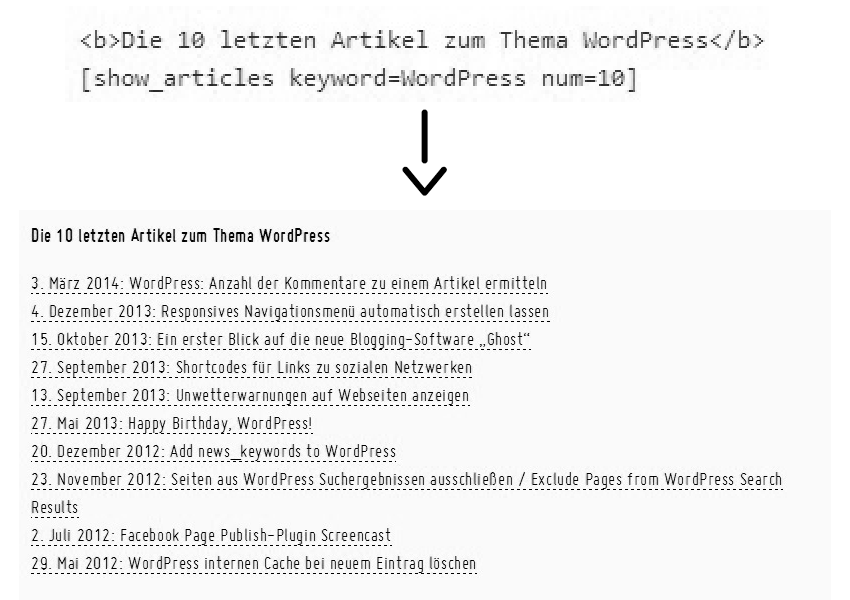 <b>Die 10 letzten Artikel zum Thema WordPress</b>
[show_articles keyword=WordPress num=10]
Die 10 letzten Artikel zum Thema WordPress
3. März 2014: WordPress: Anzahl der Kommentare zu einem Artikel ermitteln
4. Dezember 2013: Responsives Navigationsmenü automatisch erstellen lassen
15. Oktober 2013: Ein erster Blick auf die neue Blogging-Software „Ghost“
27. September 2013: Shortcodes für Links zu sozialen Netzwerken
13. September 2013: Unwetterwarnungen auf Webseiten anzeigen
27. Mai 2013: Happy Birthday, WordPress!
20. Dezember 2012: Add news_keywords to WordPress
23. November 2012: Seiten aus WordPress Suchergebnissen ausschließen / Exclude Pages from WordPress Search
Results
2. Juli 2012: Facebook Page Publish-Plugin Screencast
29. Mai 2012: WordPress internen Cache bei neuem Eintrag löschen